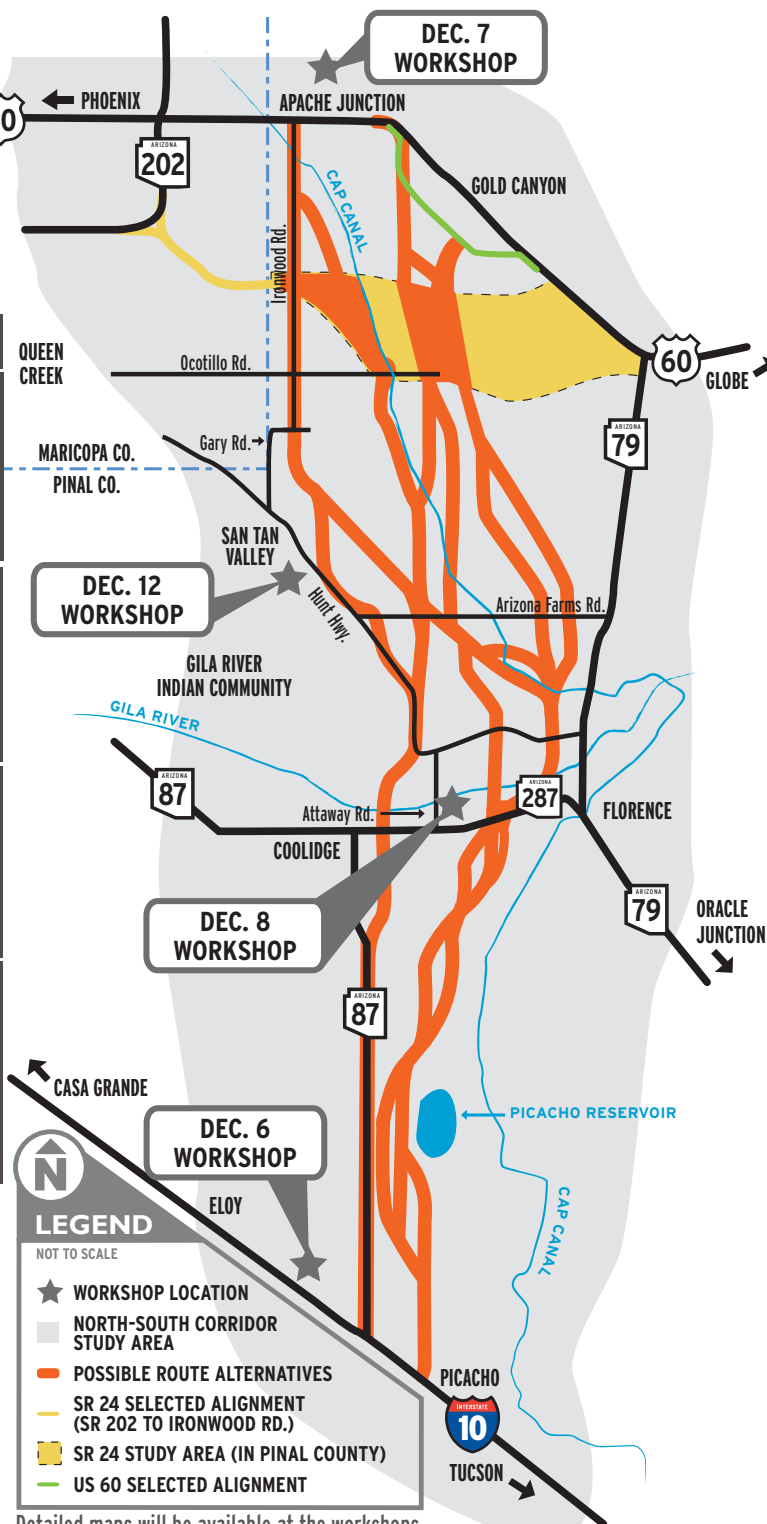 DEC. 7
WORKSHOP
PHOENIX
APACHE JUNCTION
0
ARIZONA
202
CAP CANAL
GOLD CANYON
Ironwood Rd.
QUEEN
CREEK
Ocotillo Rd.
60
GLOBE
ARIZONA
79
Gary Rd.
MARICOPA CO.
PINAL CO.
SAN TAN
VALLEY
DEC. 12
WORKSHOP
Hunt Hwy.
Arizona Farms Rd.
GILA RIVER
INDIAN COMMUNITY
GILA RIVER
ARIZONA
87
Attaway Rd.
ARIZONA
287
FLORENCE
COOLIDGE
ARIZONA
79
ORACLE
JUNCTION
DEC. 8
WORKSHOP
ARIZONA
87
CASA GRANDE
PICACHO RESERVOIR
DEC. 6
WORKSHOP
CAP CANAL
ELOY
N
LEGEND
NOT TO SCALE
WORKSHOP LOCATION
NORTH-SOUTH CORRIDOR
STUDY AREA
POSSIBLE ROUTE ALTERNATIVES
SR 24 SELECTED ALIGNMENT
(SR 202 TO IRONWOOD RD.)
SR 24 STUDY AREA (IN PINAL COUNTY)
US 60 SELECTED ALIGNMENT
PICACHO
INTERSTATE
10
TUCSON
Detailed maps will be available at the workshops